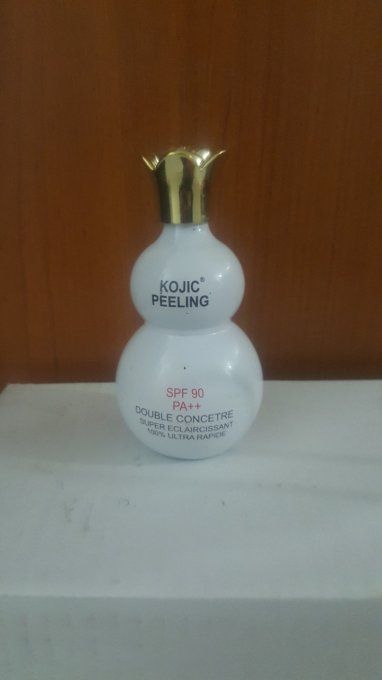 KOJIC®
PEELING
SPF 90
PA++
DOUBLE CONCETRE
SUPER ECLAIRCISSANT
100% ULTRA RAPIDE